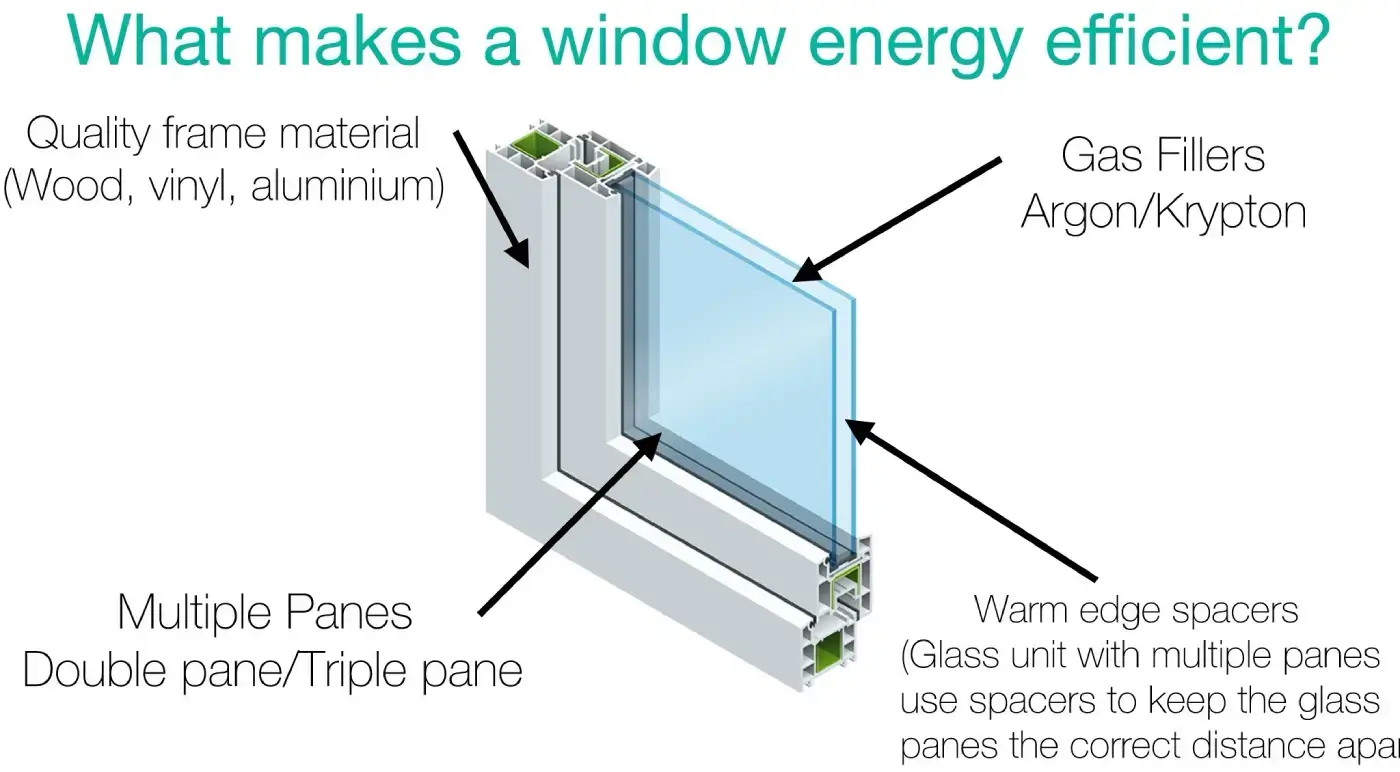 What makes a window energy efficient?
Quality frame material
(Wood, vinyl, aluminium)
Gas Fillers
Argon/Krypton
Multiple Panes
Double pane/Triple pane
Warm edge spacers
(Glass unit with multiple panes
use spacers to keep the glass
panes the correct distance